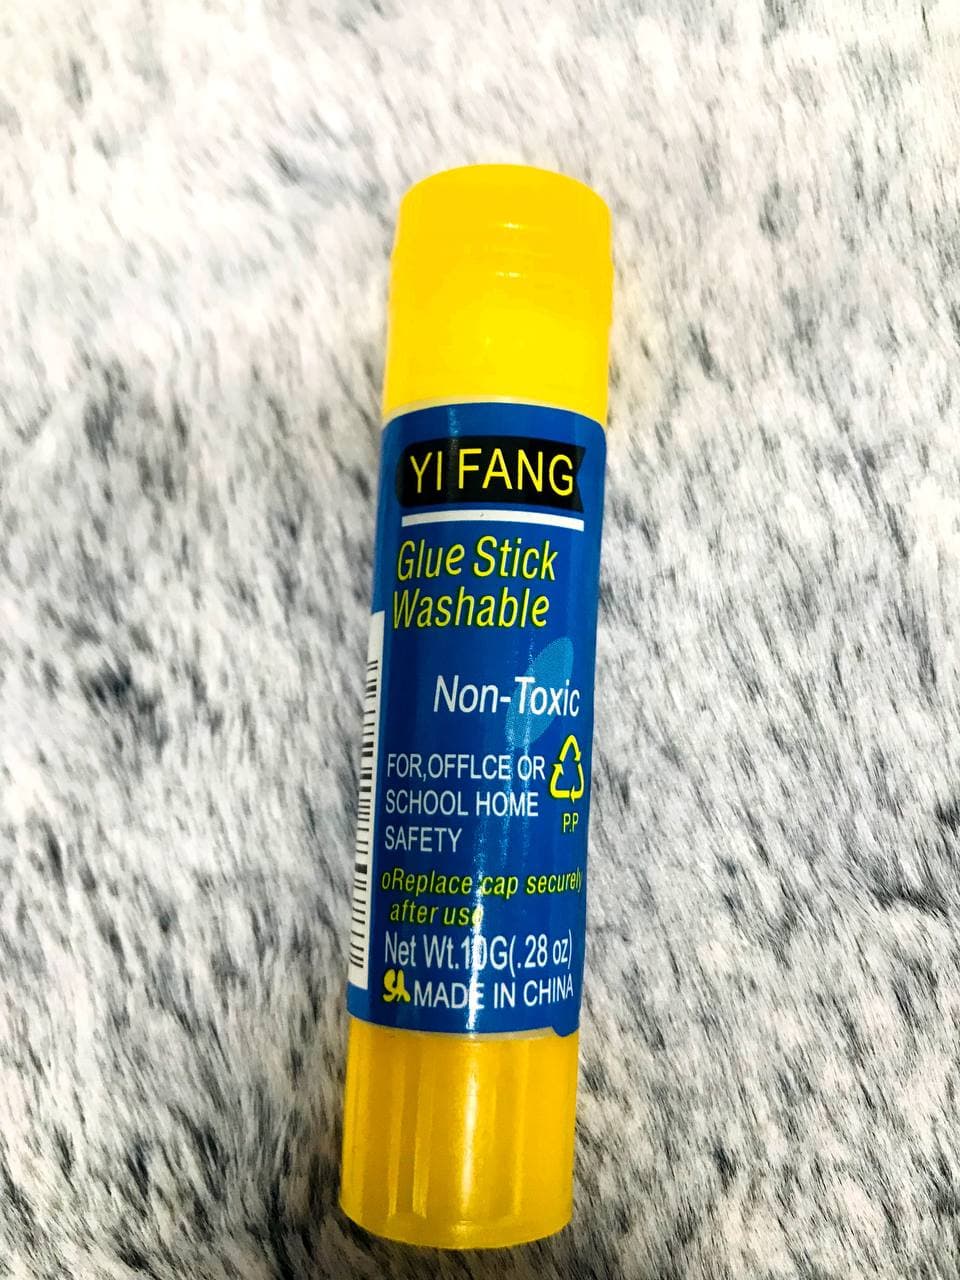 YI FANG
Glue Stick
Washable
Non-Toxic
FOR,OFFLCE OR
SCHOOL HOME
SAFETY
P.P
oReplace cap securely
after use
Net Wt.10G(.28 oz)
MADE IN CHINA